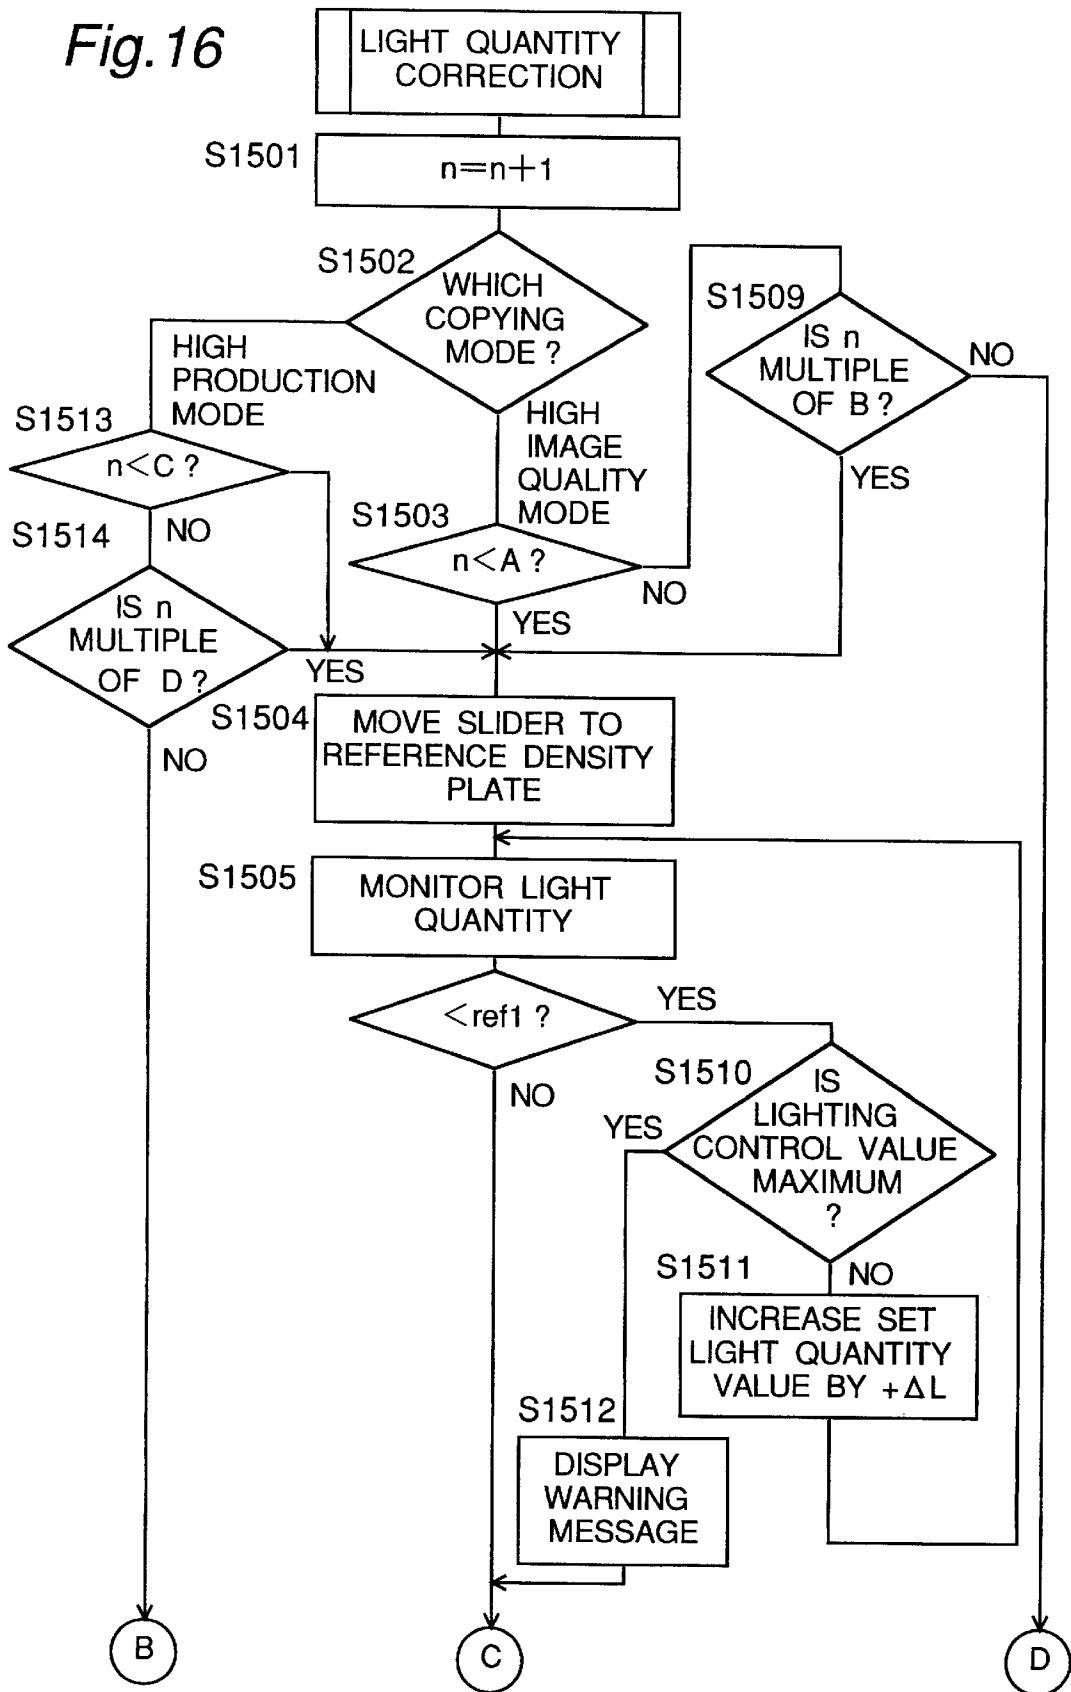 Fig.16
LIGHT QUANTITY
CORRECTION
S1501
n=n+1
S1502
WHICH
COPYING
MODE?
S1509
IS n
MULTIPLE
OF B?
NO
YES
HIGH
PRODUCTION
MODE
HIGH
IMAGE
QUALITY
MODE
S1513
n<C?
NO
S1503
n<A?
NO
YES
S1514
IS n
MULTIPLE
OF D?
YES
NO
S1504
MOVE SLIDER TO
REFERENCE DENSITY
PLATE
S1505
MONITOR LIGHT
QUANTITY
<ref1?
YES
NO
S1510
IS
LIGHTING
CONTROL VALUE
MAXIMUM
?
YES
NO
S1511
INCREASE SET
LIGHT QUANTITY
VALUE BY +ΔL
S1512
DISPLAY
WARNING
MESSAGE
B
C
D